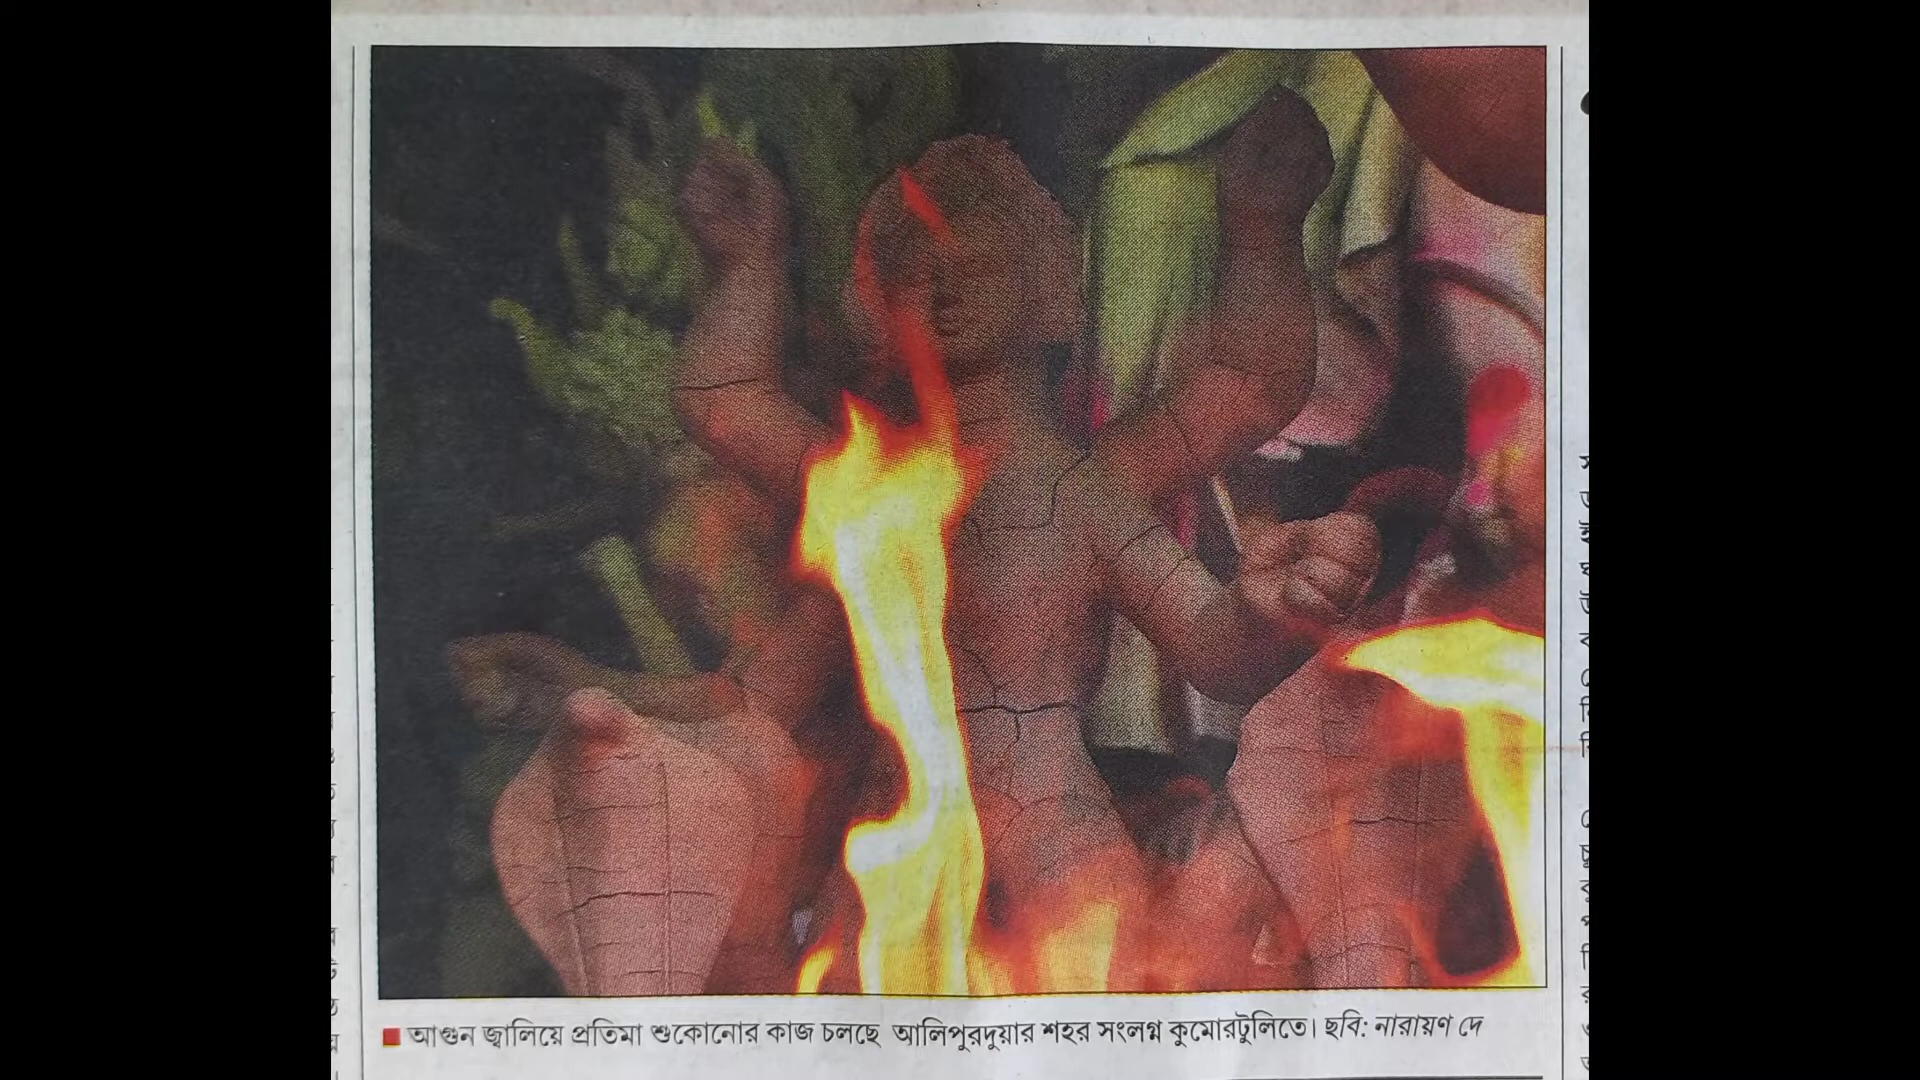 আগুন জ্বালিয়ে প্রতিমা শুকোনোর কাজ চলছে আলিপুরদুয়ার শহর সংলগ্ন কুমোরটুলিতে। ছবি: নারায়ণ দে